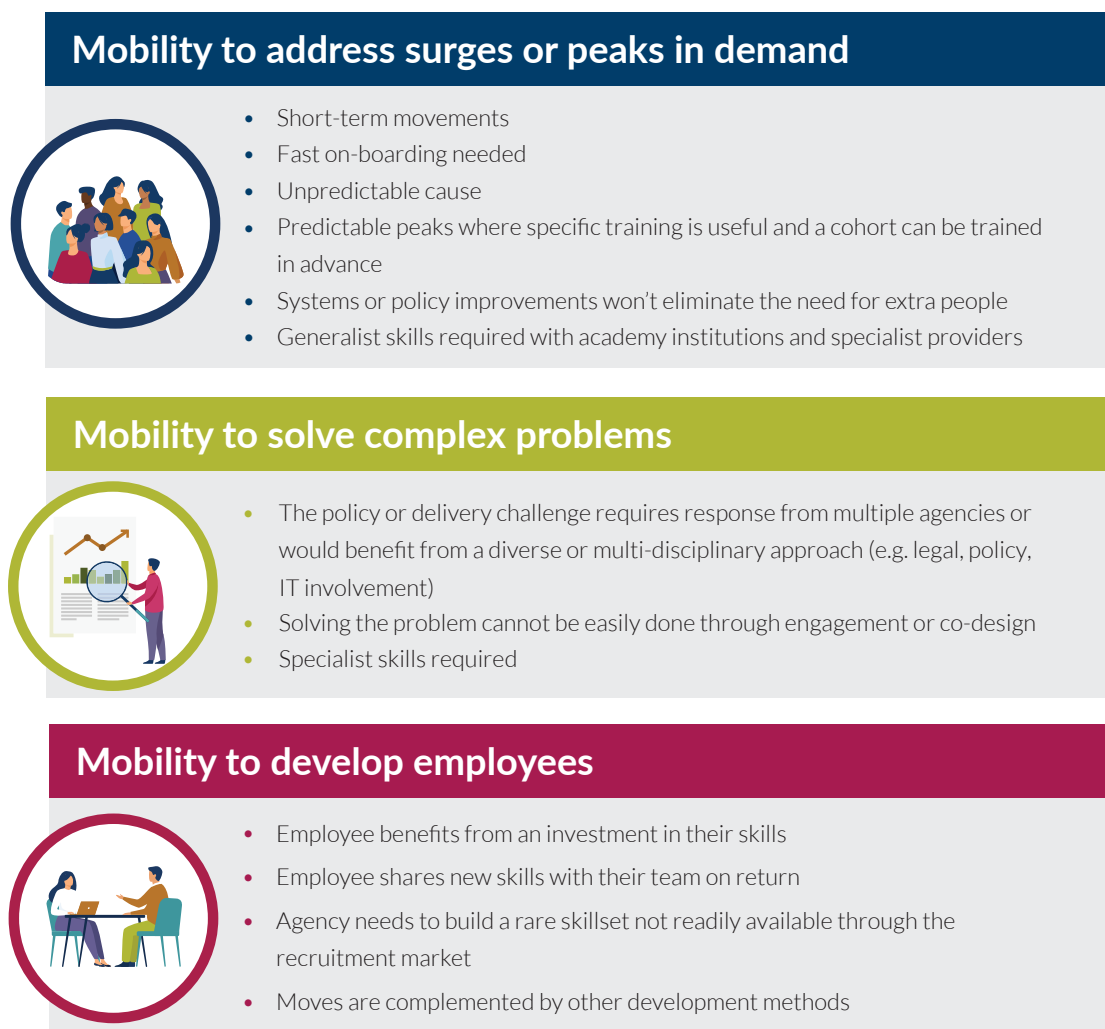 Mobility to address surges or peaks in demand
• Short-term movements
• Fast on-boarding needed
• Unpredictable cause
• Predictable peaks where specific training is useful and a cohort can be trained
in advance
• Systems or policy improvements won't eliminate the need for extra people
• Generalist skills required with academy institutions and specialist providers
Mobility to solve complex problems
• The policy or delivery challenge requires response from multiple agencies or
would benefit from a diverse or multi-disciplinary approach (e.g. legal, policy,
IT involvement)
• Solving the problem cannot be easily done through engagement or co-design
• Specialist skills required
Mobility to develop employees
• Employee benefits from an investment in their skills
• Employee shares new skills with their team on return
• Agency needs to build a rare skillset not readily available through the
recruitment market
• Moves are complemented by other development methods